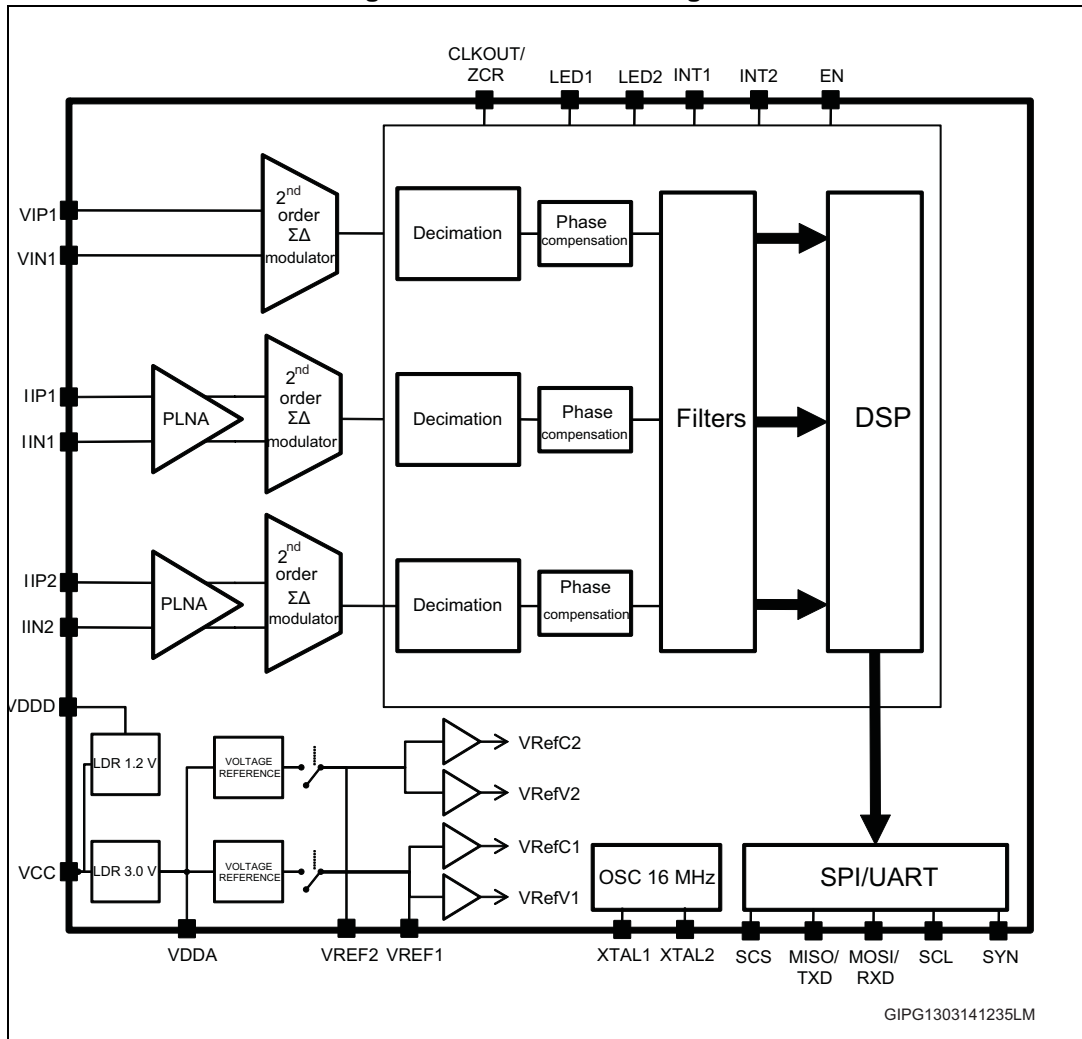 CLKOUT/
ZCR
LED1
LED2
INT1
INT2
EN
VIP1
VIN1
2nd
order
ΣΔ
modulator
Decimation
Phase
compensation
IIP1
IIN1
PLNA
2nd
order
ΣΔ
modulator
Decimation
Phase
compensation
Filters
DSP
IIP2
IIN2
PLNA
2nd
order
ΣΔ
modulator
Decimation
Phase
compensation
VDDD
LDR 1.2 V
VOLTAGE
REFERENCE
VRefC2
VRefV2
VCC
LDR 3.0 V
VOLTAGE
REFERENCE
VRefC1
VRefV1
OSC 16 MHz
SPI/UART
VDDA
VREF2
VREF1
XTAL1
XTAL2
SCS
MISO/
TXD
MOSI/
RXD
SCL
SYN
GIPG1303141235LM